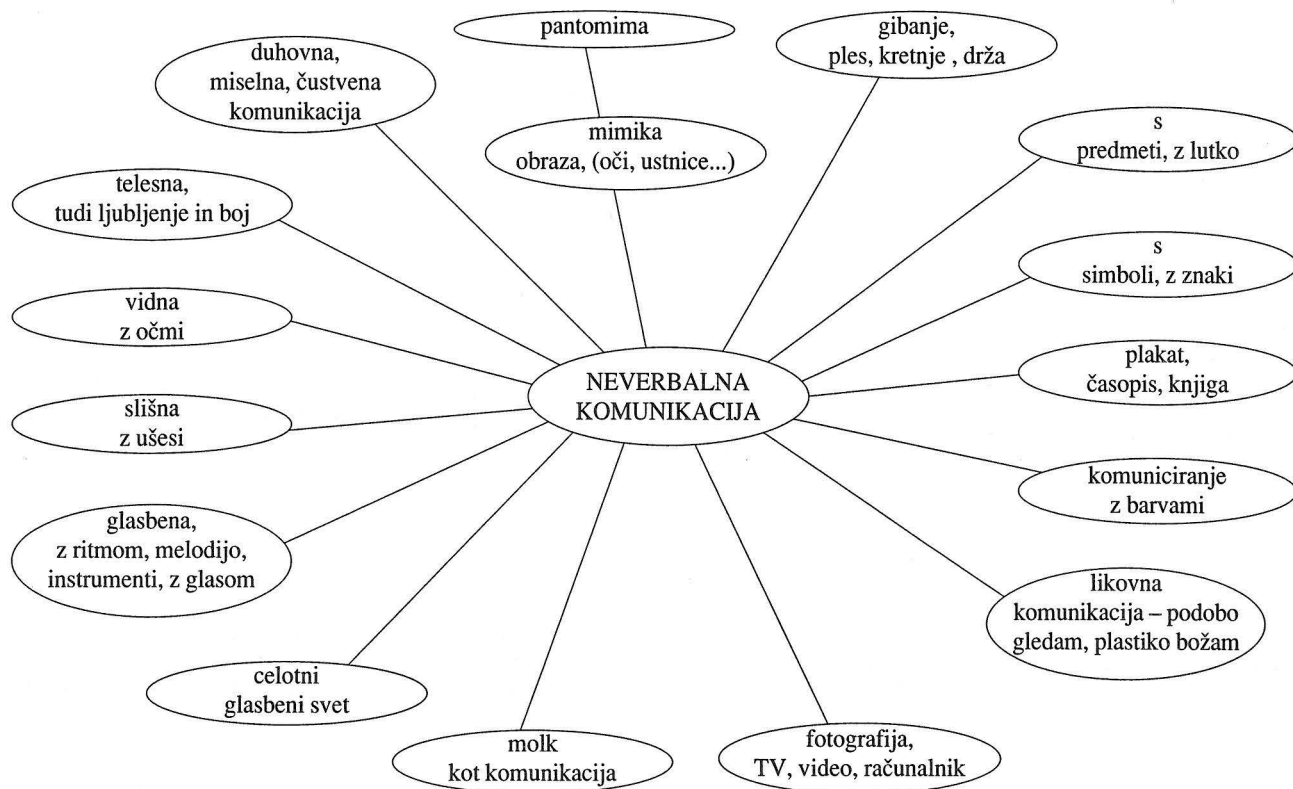 pantomima
gibanje,
ples, kretnje , drža
duhovna,
miselna, čustvena
komunikacija
mimika
obraza, (oči, ustnice...)
s
predmeti, z lutko
telesna,
tudi ljubljenje in boj
s
simboli, z znaki
vidna
z očmi
plakat,
časopis, knjiga
NEVERBALNA
KOMUNIKACIJA
slišna
z ušesi
komuniciranje
z barvami
glasbena,
z ritmom, melodijo,
instrumenti, z glasom
likovna
komunikacija – podobo
gledam, plastiko božam
celotni
glasbeni svet
molk
kot komunikacija
fotografija,
TV, video, računalnik